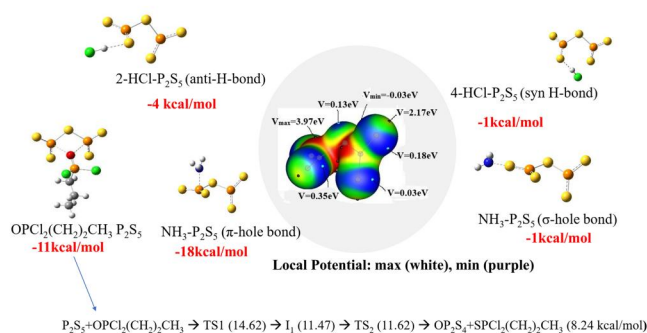 2-HCl-P₂S₅ (anti-H-bond)
-4 kcal/mol
4-HCl-P₂S₅ (syn H-bond)
-1kcal/mol
Vmin=-0.03eV
V=0.13eV
V=2.17eV
Vmax=3.97eV
V=0.18eV
V=0.35eV
V=0.03eV
OPCl₂(CH₂)₂CH₃ P₂S₅
-11kcal/mol
NH₃-P₂S₅ (π-hole bond)
-18kcal/mol
NH₃-P₂S₅ (σ-hole bond)
-1kcal/mol
Local Potential: max (white), min (purple)
P₂S₅+OPCl₂(CH₂)₂CH₃ → TS1 (14.62) → I₁ (11.47) → TS₂ (11.62) → OP₂S₄+SPCl₂(CH₂)₂CH₃ (8.24 kcal/mol)